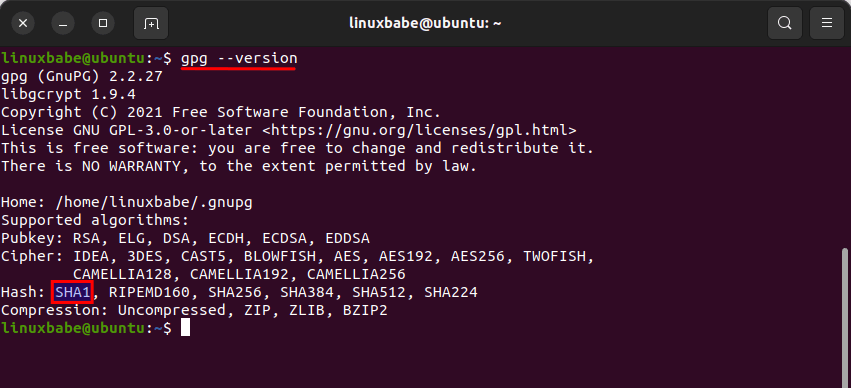 linuxbabe@ubuntu: ~
linuxbabe@ubuntu:~$ gpg --version
gpg (GnuPG) 2.2.27
libgcrypt 1.9.4
Copyright (C) 2021 Free Software Foundation, Inc.
License GNU GPL-3.0-or-later <https://gnu.org/licenses/gpl.html>
This is free software: you are free to change and redistribute it.
There is NO WARRANTY, to the extent permitted by law.

Home: /home/linuxbabe/.gnupg
Supported algorithms:
Pubkey: RSA, ELG, DSA, ECDH, ECDSA, EDDSA
Cipher: IDEA, 3DES, CAST5, BLOWFISH, AES, AES192, AES256, TWOFISH,
        CAMELLIA128, CAMELLIA192, CAMELLIA256
Hash: SHA1, RIPEMD160, SHA256, SHA384, SHA512, SHA224
Compression: Uncompressed, ZIP, ZLIB, BZIP2
linuxbabe@ubuntu:~$